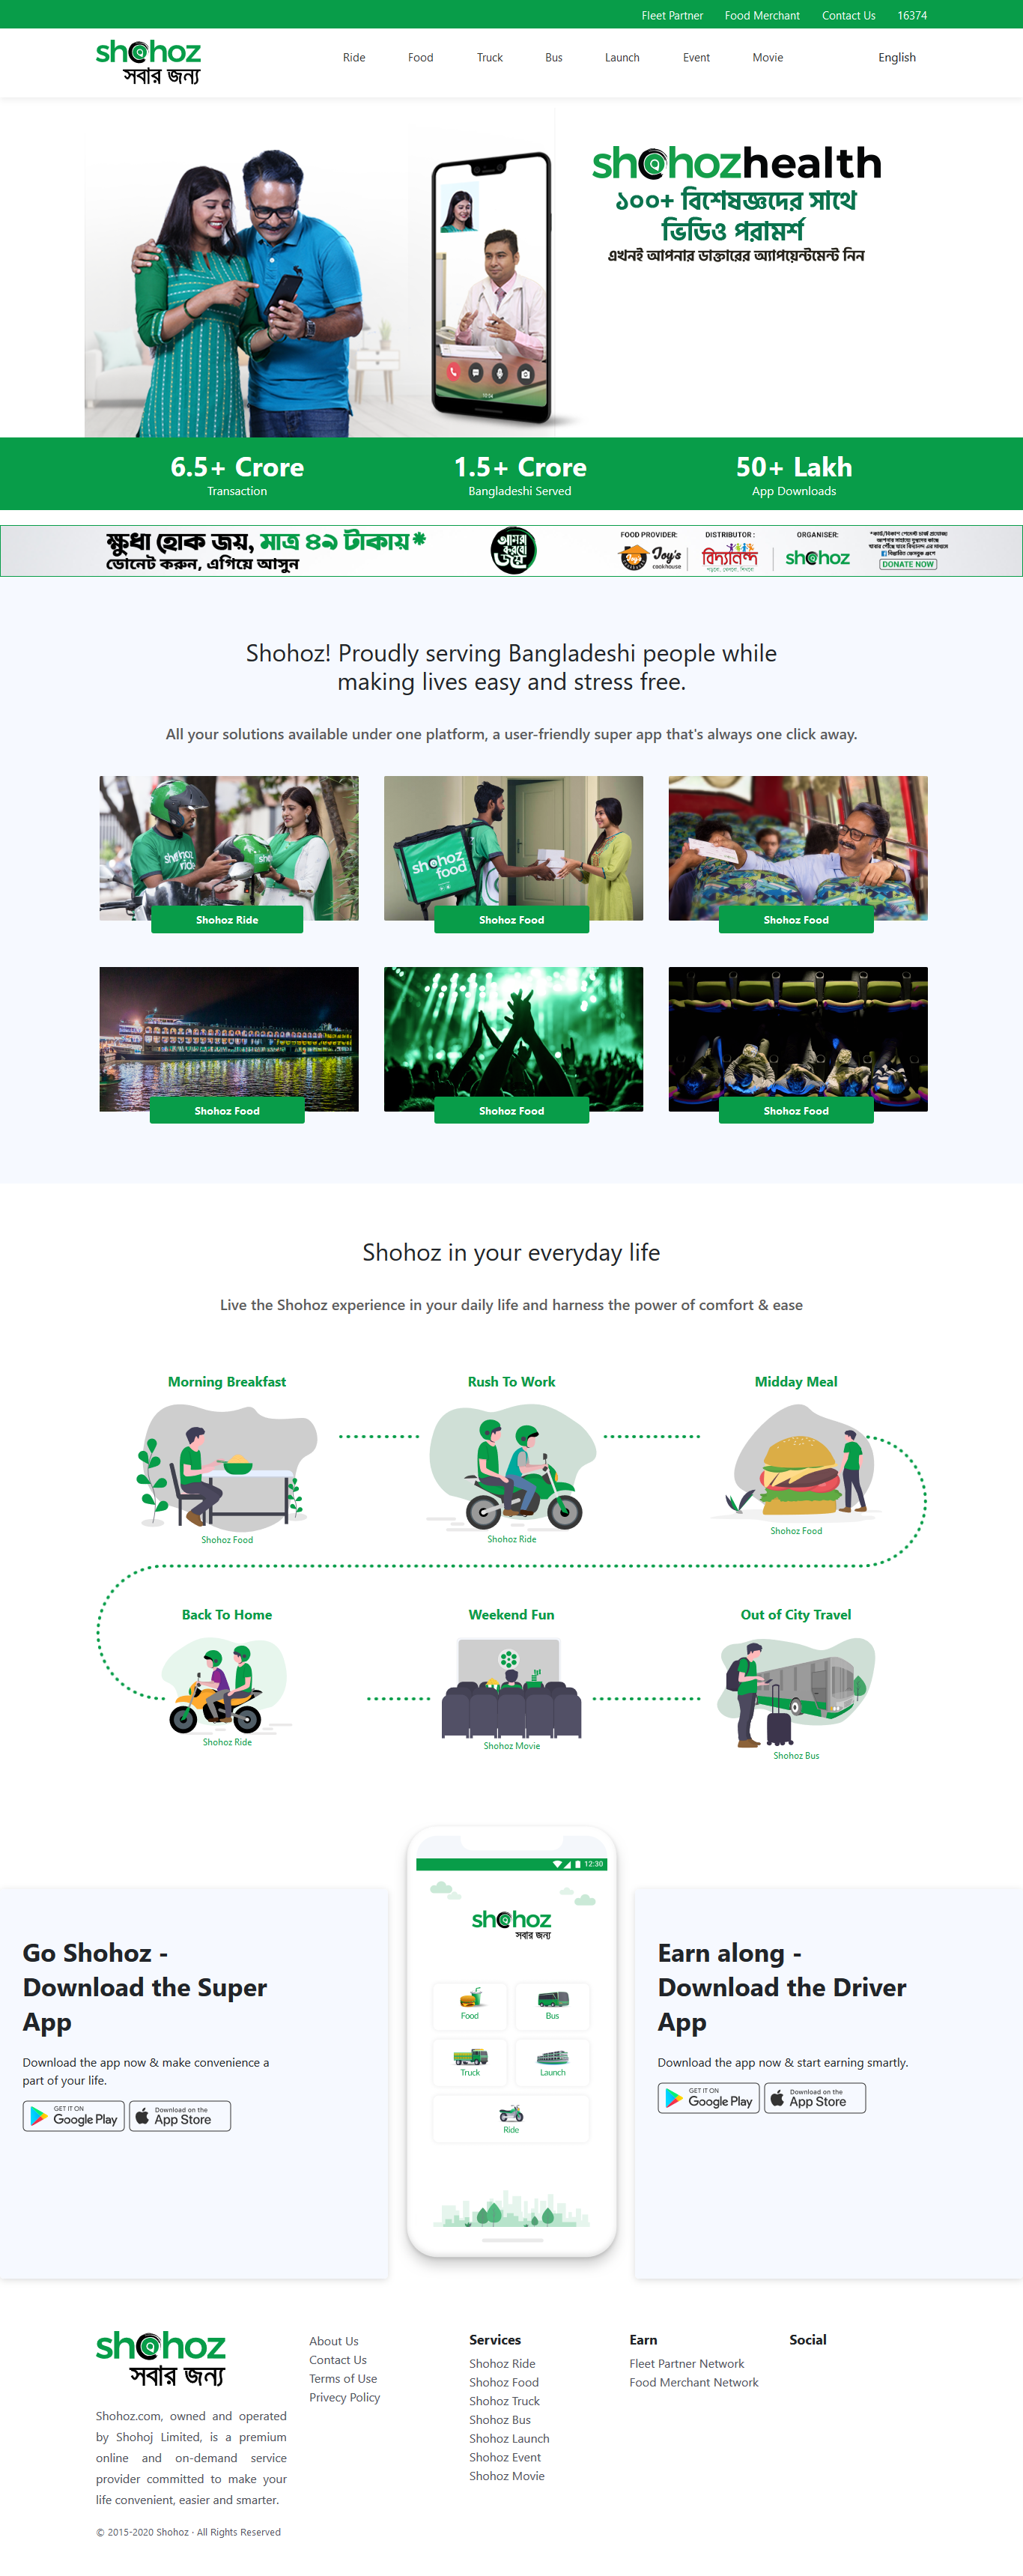 Fleet Partner Food Merchant Contact Us 16374
shohoz
সবার জন্য
Ride Food Truck Bus Launch Event Movie English
shohozhealth
১০০+ বিশেষজ্ঞদের সাথে
ভিডিও পরামর্শ
এখনই আপনার ডাক্তারের অ্যাপয়েন্টমেন্ট নিন
6.5+ Crore 1.5+ Crore 50+ Lakh
Transaction Bangladeshi Served App Downloads
ক্ষুধা হোক জয়, মাত্র ৪৯ টাকায়*
ডোনেট করুন, এগিয়ে আসুন
FOOD PROVIDER: DISTRIBUTOR : ORGANISER:
Joy's
cookhouse
বিদ্যানন্দ
shohoz
DONATE NOW
Shohoz! Proudly serving Bangladeshi people while
making lives easy and stress free.
All your solutions available under one platform, a user-friendly super app that's always one click away.
shohoz
ride
shohoz
food
Shohoz Ride Shohoz Food Shohoz Food
Shohoz Food Shohoz Food Shohoz Food
Shohoz in your everyday life
Live the Shohoz experience in your daily life and harness the power of comfort & ease
Morning Breakfast Rush To Work Midday Meal
Shohoz Food Shohoz Ride Shohoz Food
Back To Home Weekend Fun Out of City Travel
Shohoz Ride Shohoz Movie Shohoz Bus
12:30
shohoz
সবার জন্য
Food Bus
Truck Launch
Ride
Go Shohoz -
Download the Super
App
Download the app now & make convenience a
part of your life.
GET IT ON
Google Play
Download on the
App Store
Earn along -
Download the Driver
App
Download the app now & start earning smartly.
GET IT ON
Google Play
Download on the
App Store
shohoz
সবার জন্য
Shohoz.com, owned and operated
by Shohoj Limited, is a premium
online and on-demand service
provider committed to make your
life convenient, easier and smarter.
© 2015-2020 Shohoz - All Rights Reserved
About Us
Contact Us
Terms of Use
Privecy Policy
Services
Shohoz Ride
Shohoz Food
Shohoz Truck
Shohoz Bus
Shohoz Launch
Shohoz Event
Shohoz Movie
Earn
Fleet Partner Network
Food Merchant Network
Social